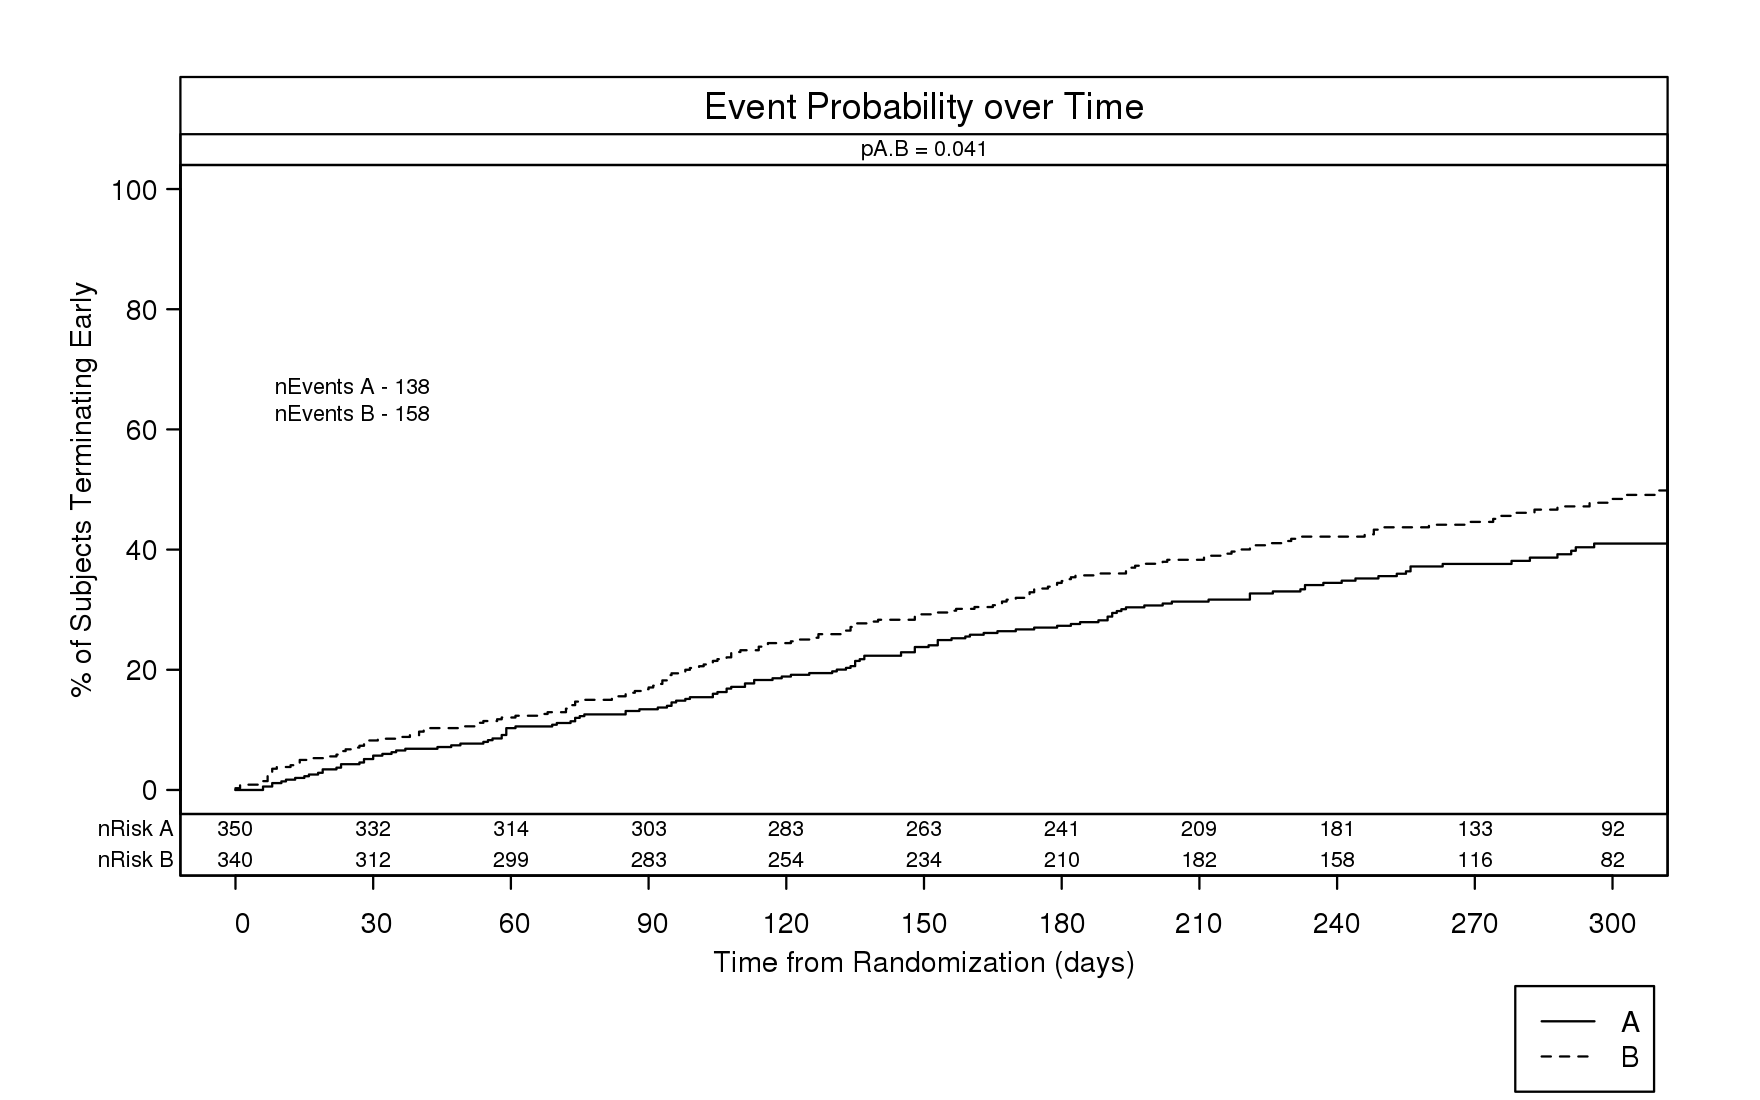 Event Probability over Time
pA.B = 0.041
% of Subjects Terminating Early
100
80
60
40
20
0
nEvents A - 138
nEvents B - 158
nRisk A 350 332 314 303 283 263 241 209 181 133 92
nRisk B 340 312 299 283 254 234 210 182 158 116 82
0 30 60 90 120 150 180 210 240 270 300
Time from Randomization (days)
A
B